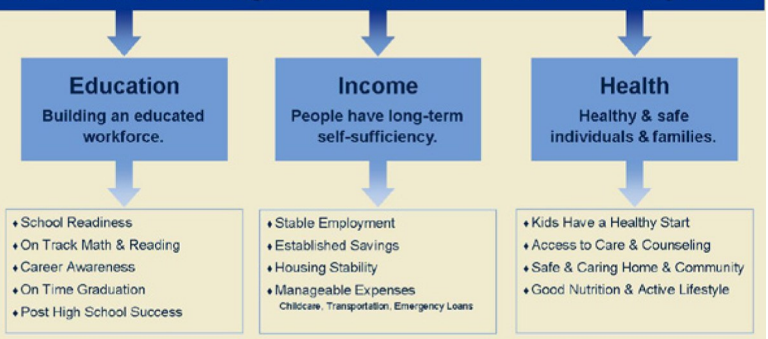 Education
Building an educated
workforce.
Income
People have long-term
self-sufficiency.
Health
Healthy & safe
individuals & families.
♦ School Readiness
♦ On Track Math & Reading
♦ Career Awareness
♦ On Time Graduation
♦ Post High School Success
♦ Stable Employment
♦ Established Savings
♦ Housing Stability
♦ Manageable Expenses
Childcare, Transportation, Emergency Loans
♦ Kids Have a Healthy Start
♦ Access to Care & Counseling
♦ Safe & Caring Home & Community
♦ Good Nutrition & Active Lifestyle